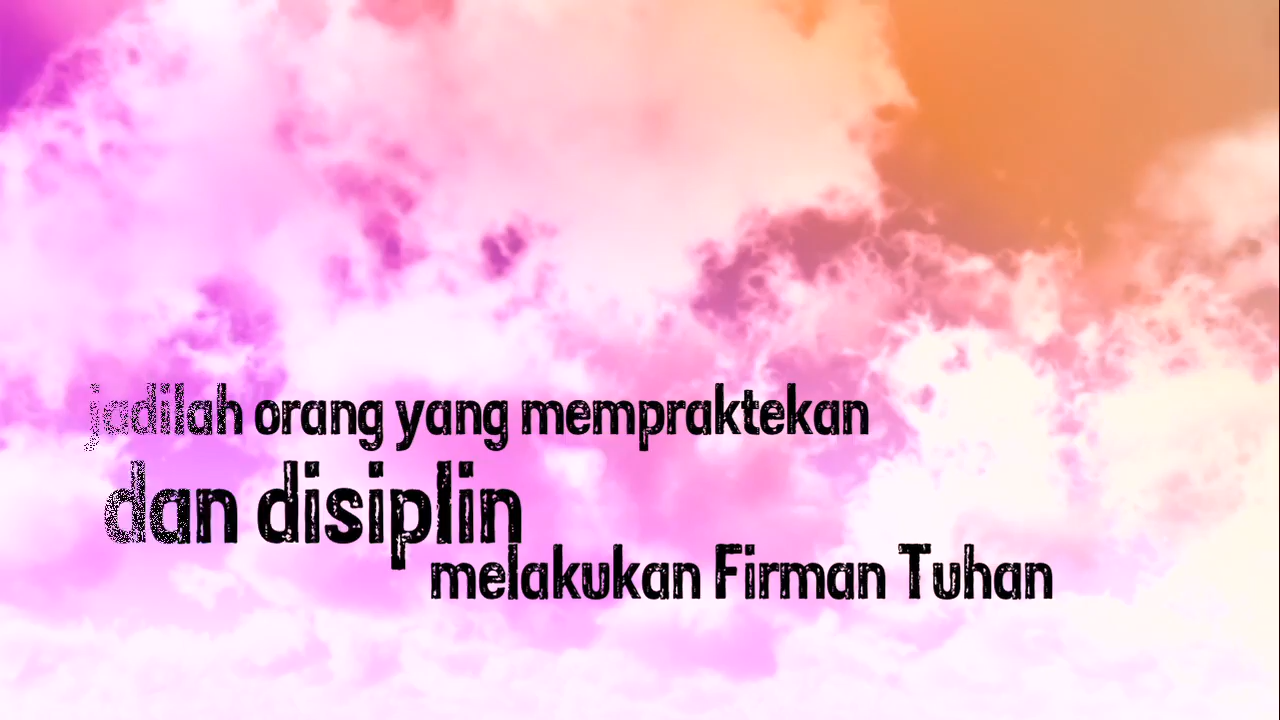 jadilah orang yang mempraktekan
dan disiplin
melakukan Firman Tuhan